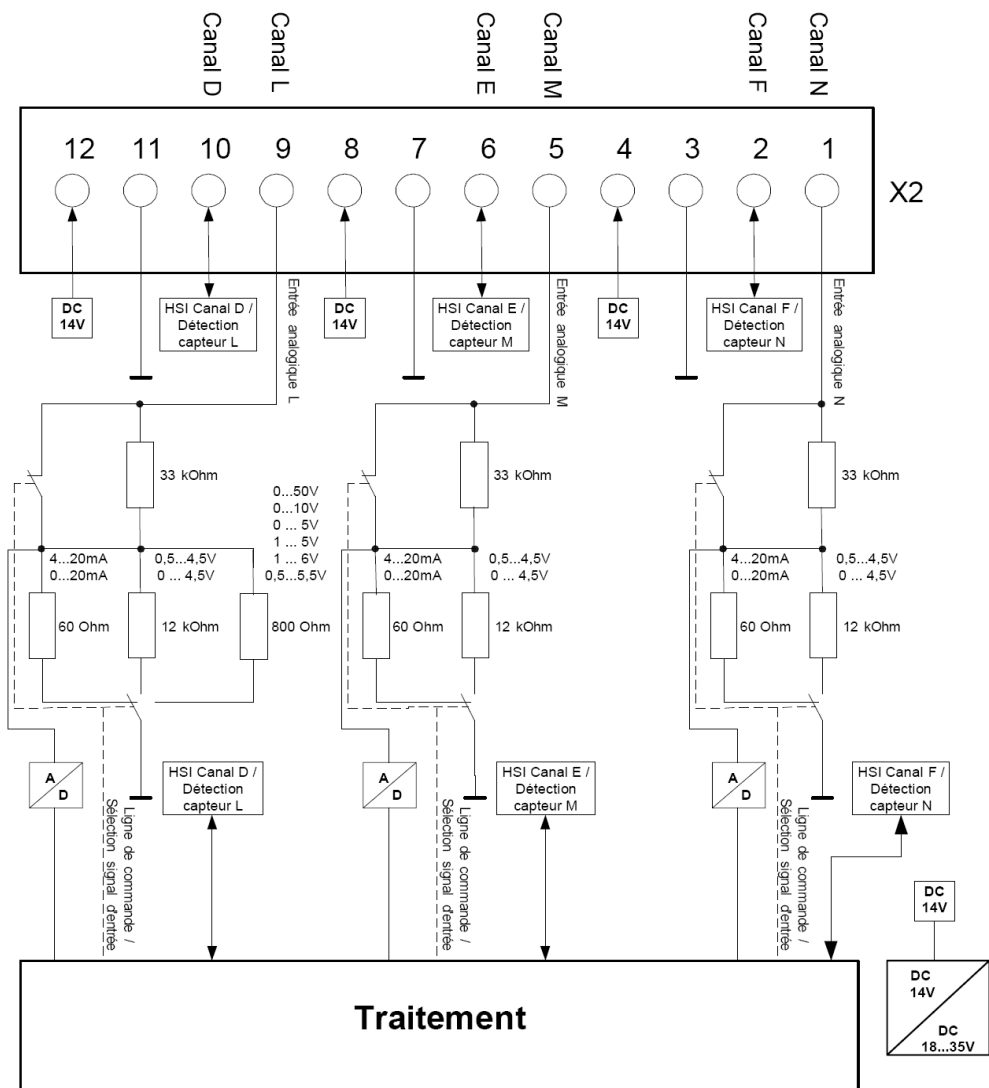 Canal D
Canal L
Canal E
Canal M
Canal F
Canal N
12
11
10
9
8
7
6
5
4
3
2
1
X2
DC
14V
HSI Canal D /
Détection
capteur L
Entrée analogique L
DC
14V
HSI Canal E /
Détection
capteur M
Entrée analogique M
DC
14V
HSI Canal F /
Détection
capteur N
Entrée analogique N
33 kOhm
0...50V
0...10V
0 ... 5V
1 ... 5V
1 ... 6V
0,5...5,5V
4...20mA
0...20mA
0,5...4,5V
0 ... 4,5V
60 Ohm
12 kOhm
800 Ohm
33 kOhm
4...20mA
0...20mA
0,5...4,5V
0 ... 4,5V
60 Ohm
12 kOhm
33 kOhm
4...20mA
0...20mA
0,5...4,5V
0 ... 4,5V
60 Ohm
12 kOhm
A
D
Ligne de commande /
Sélection signal d'entrée
HSI Canal D /
Détection
capteur L
A
D
Ligne de commande /
Sélection signal d'entrée
HSI Canal E /
Détection
capteur M
A
D
Ligne de commande /
Sélection signal d'entrée
HSI Canal F /
Détection
capteur N
DC
14V
DC
14V
DC
18...35V
Traitement